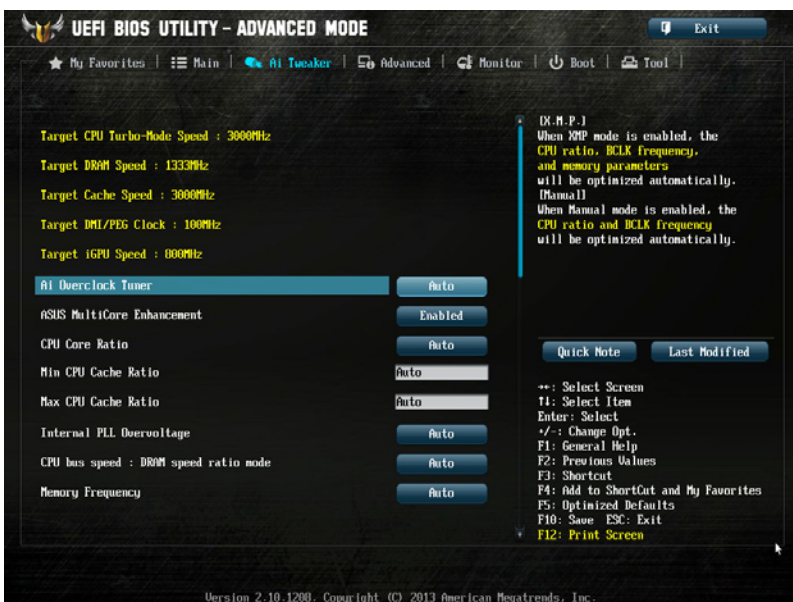 UEFI BIOS UTILITY – ADVANCED MODE
Exit
My Favorites
Main
Ai Tweaker
Advanced
Monitor
Boot
Tool
Target CPU Turbo-Mode Speed : 3000MHz
Target DRAM Speed : 1333MHz
Target Cache Speed : 3000MHz
Target DMI/PEG Clock : 100MHz
Target iGPU Speed : 800MHz
Ai Overclock Tuner Auto
ASUS MultiCore Enhancement Enabled
CPU Core Ratio Auto
Min CPU Cache Ratio Auto
Max CPU Cache Ratio Auto
Internal PLL Overvoltage Auto
CPU bus speed : DRAM speed ratio mode Auto
Memory Frequency Auto
[X.M.P.]
When XMP mode is enabled, the
CPU ratio, BCLK frequency,
and memory parameters
will be optimized automatically.
[Manual]
When Manual mode is enabled, the
CPU ratio and BCLK frequency
will be optimized automatically.
Quick Note
Last Modified
→←: Select Screen
↑↓: Select Item
Enter: Select
+/-: Change Opt.
F1: General Help
F2: Previous Values
F3: Shortcut
F4: Add to ShortCut and My Favorites
F5: Optimized Defaults
F10: Save ESC: Exit
F12: Print Screen
Version 2.10.1208. Copyright (C) 2013 American Megatrends, Inc.